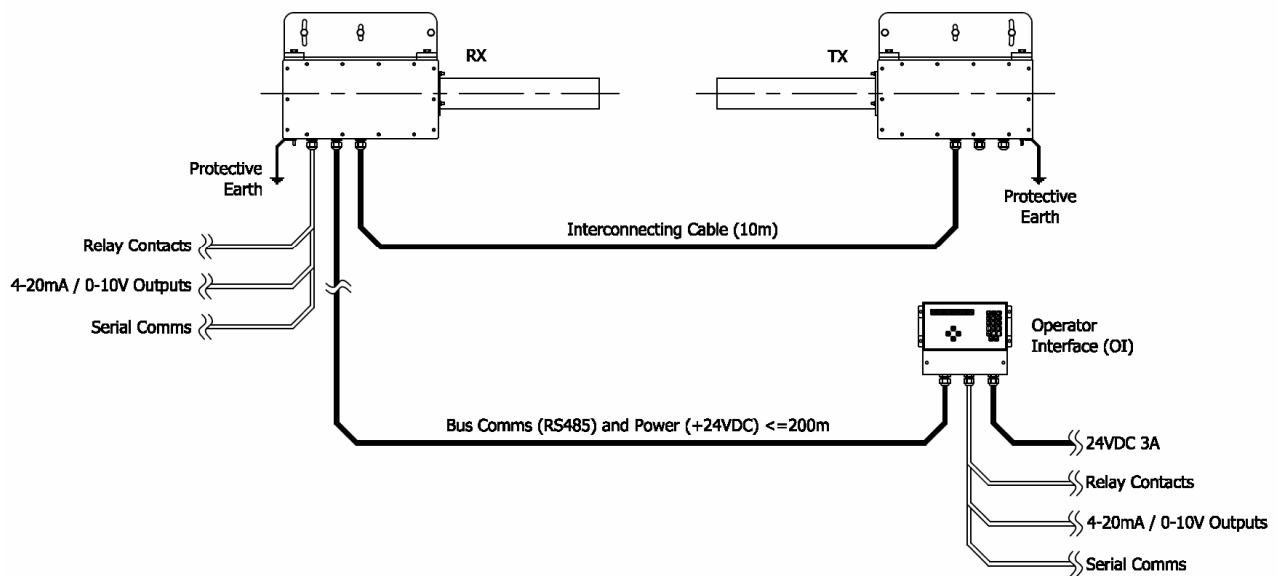 RX
TX
Protective
Earth
Protective
Earth
Interconnecting Cable (10m)
Relay Contacts
4-20mA / 0-10V Outputs
Serial Comms
Operator
Interface (OI)
Bus Comms (RS485) and Power (+24VDC) <=200m
24VDC 3A
Relay Contacts
4-20mA / 0-10V Outputs
Serial Comms